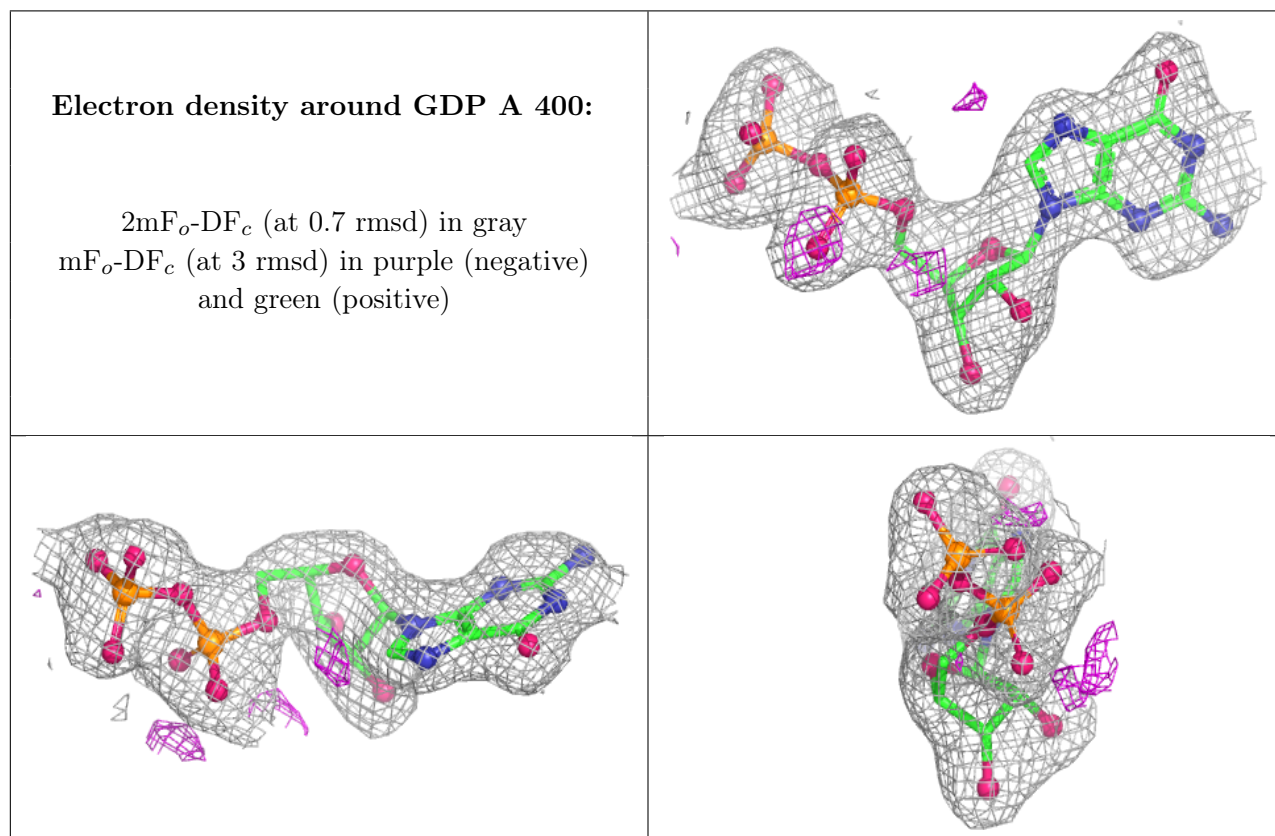 Electron density around GDP A 400:
2mFo-DFc (at 0.7 rmsd) in gray
mFo-DFc (at 3 rmsd) in purple (negative)
and green (positive)